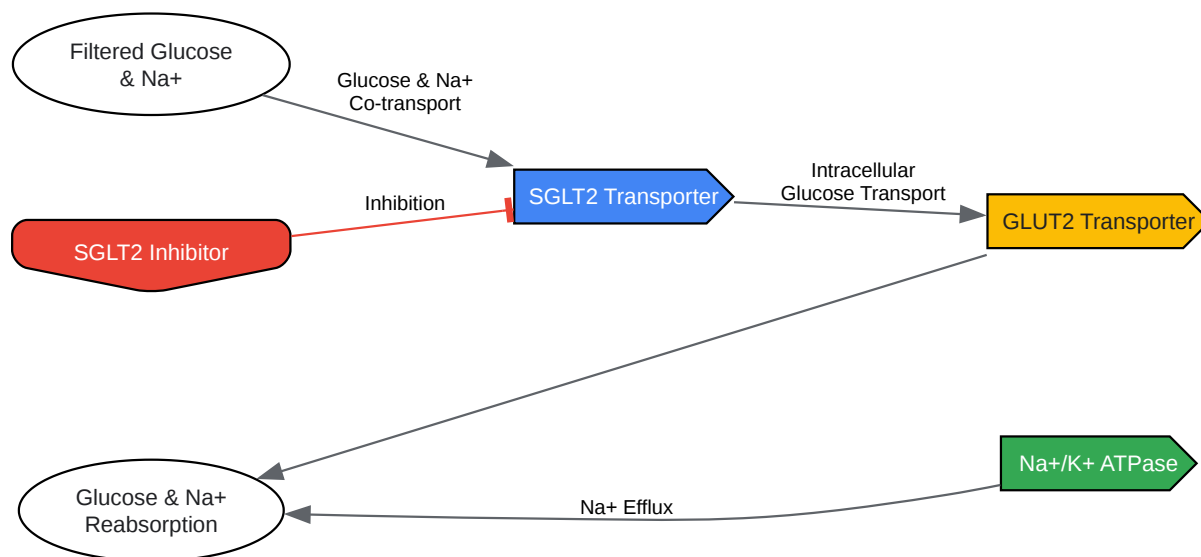 Filtered Glucose
& Na+
Glucose & Na+
Co-transport
SGLT2 Inhibitor
Inhibition
SGLT2 Transporter
Intracellular
Glucose Transport
GLUT2 Transporter
Na+/K+ ATPase
Na+ Efflux
Glucose & Na+
Reabsorption